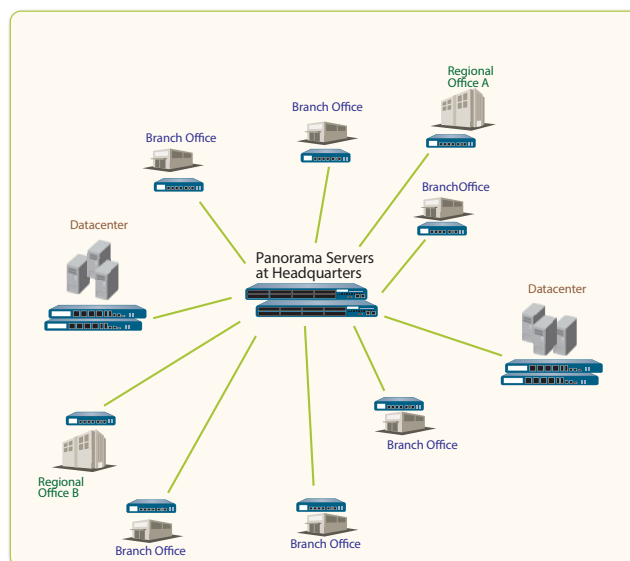 Regional
Office A
Branch Office
Branch Office
BranchOffice
Datacenter
Panorama Servers
at Headquarters
Datacenter
Branch Office
Regional
Office B
Branch Office
Branch Office